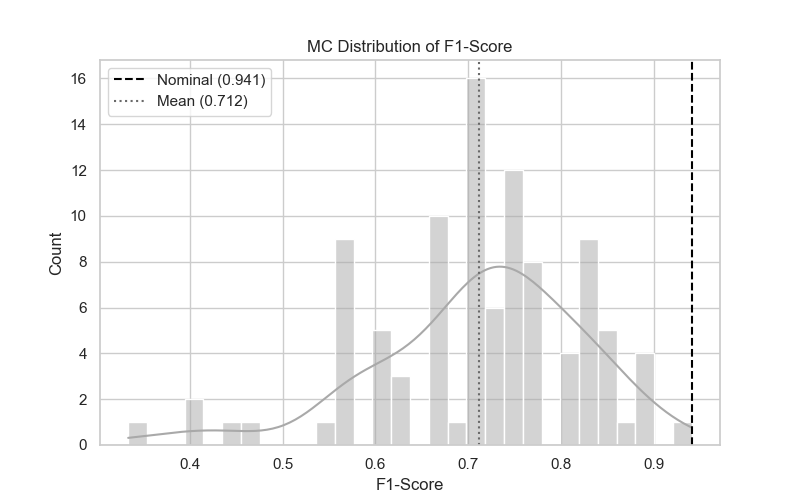 MC Distribution of F1-Score
Nominal (0.941)
Mean (0.712)
16
14
12
10
8
6
4
2
0
Count
0.4 0.5 0.6 0.7 0.8 0.9
F1-Score